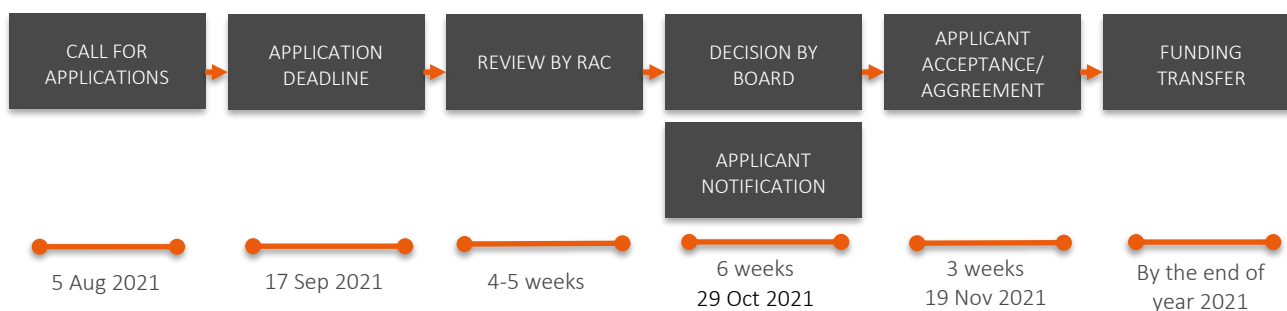 CALL FOR
APPLICATIONS
APPLICATION
DEADLINE
REVIEW BY RAC
DECISION BY
BOARD
APPLICANT
ACCEPTANCE/
AGGREEMENT
FUNDING
TRANSFER
APPLICANT
NOTIFICATION
5 Aug 2021
17 Sep 2021
4-5 weeks
6 weeks
29 Oct 2021
3 weeks
19 Nov 2021
By the end of
year 2021